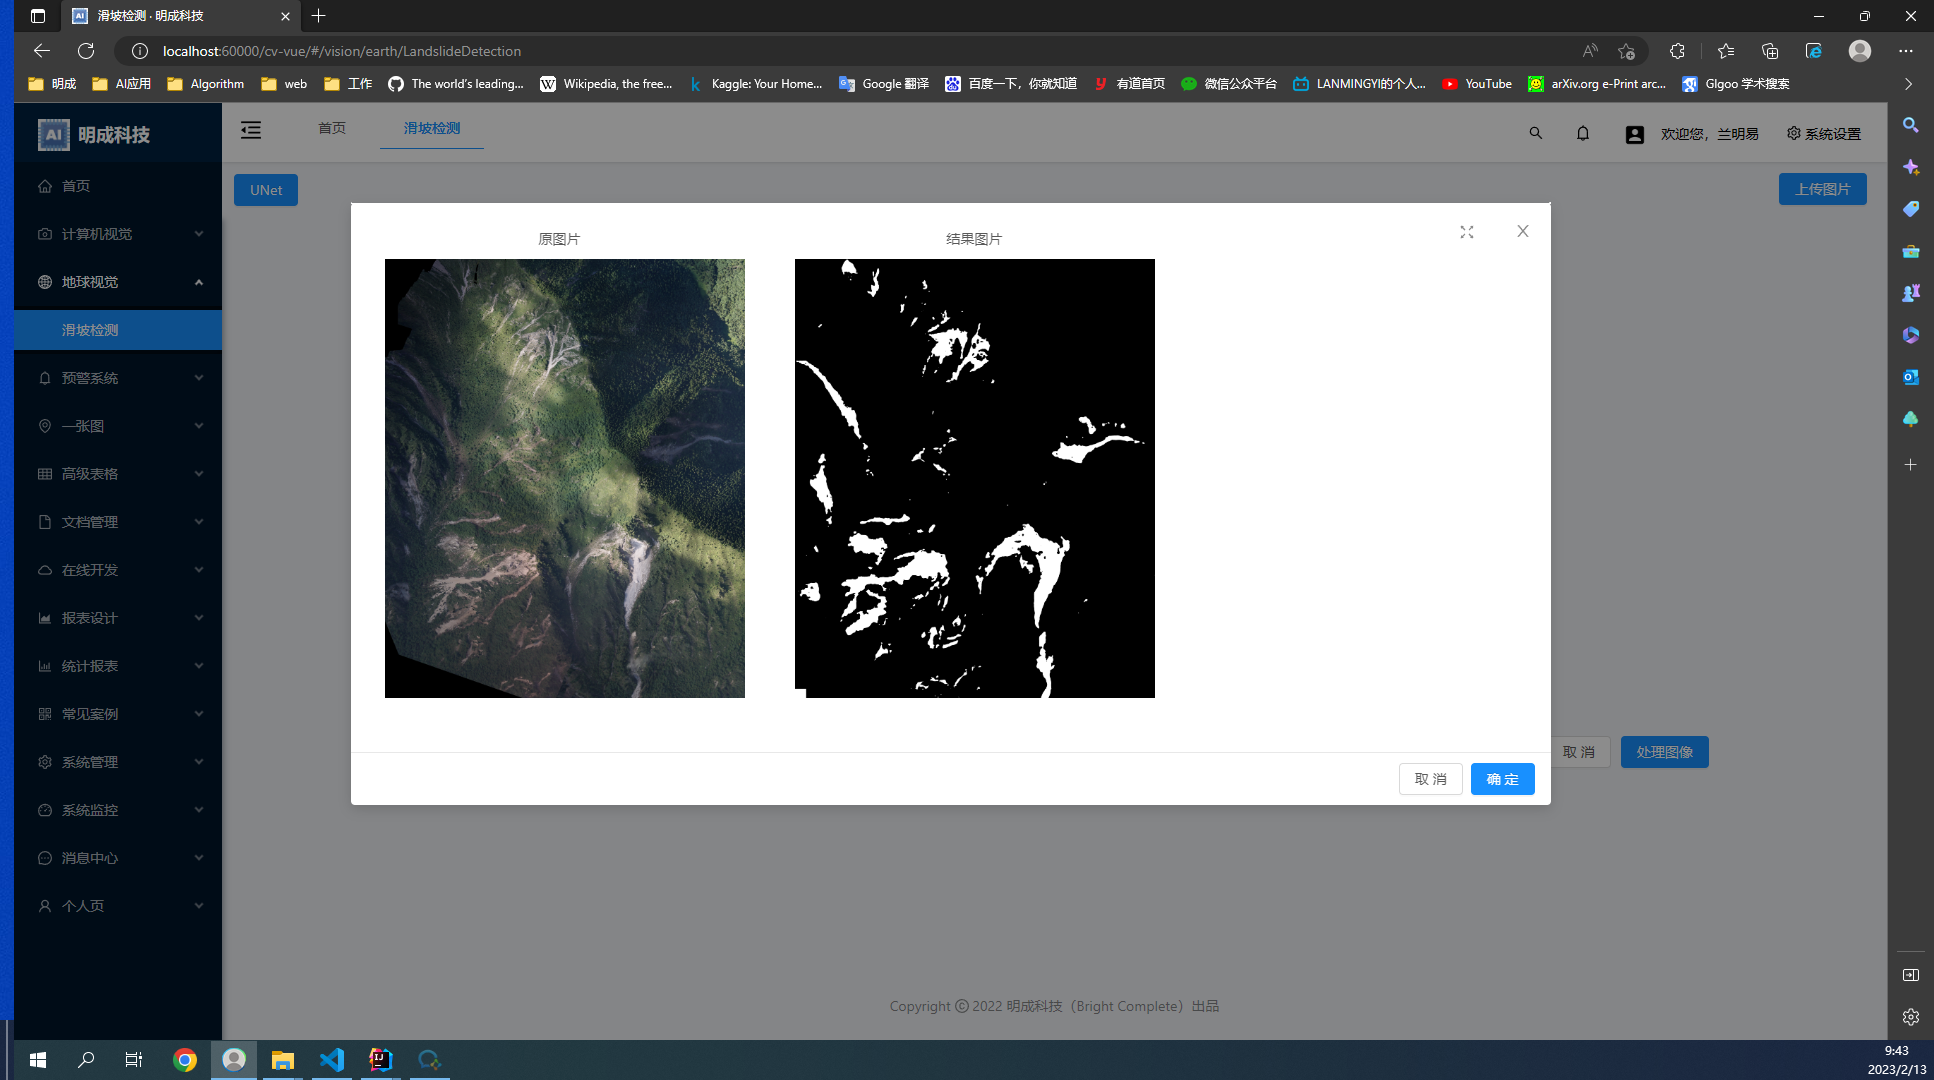 滑坡检测 · 明成科技
localhost:60000/cv-vue/#/vision/earth/LandslideDetection
明成
AI应用
Algorithm
web
工作
The world's leading...
Wikipedia, the free...
Kaggle: Your Home...
Google 翻译
百度一下，你就知道
有道首页
微信公众平台
LANMINGYI的个人...
YouTube
arXiv.org e-Print arc...
Glgoo 学术搜索
AI 明成科技
首页
滑坡检测
欢迎您，兰明易
系统设置
首页
计算机视觉
地球视觉
滑坡检测
预警系统
一张图
高级表格
文档管理
在线开发
报表设计
统计报表
常见案例
系统管理
系统监控
消息中心
个人页
UNet
上传图片
原图片
结果图片
取 消
处理图像
取 消
确 定
Copyright ⓒ 2022 明成科技（Bright Complete）出品
9:43
2023/2/13